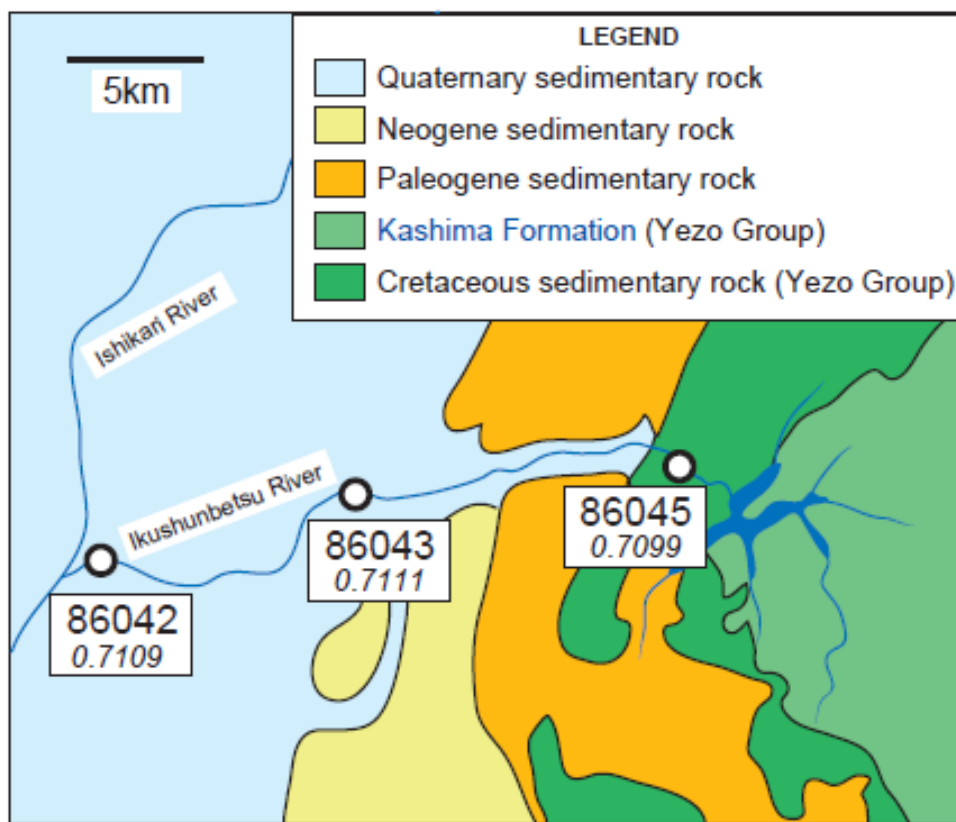 LEGEND
5km
Quaternary sedimentary rock
Neogene sedimentary rock
Paleogene sedimentary rock
Kashima Formation (Yezo Group)
Cretaceous sedimentary rock (Yezo Group)
Ishikari River
Ikushunbetsu River
86045
0.7099
86043
0.7111
86042
0.7109